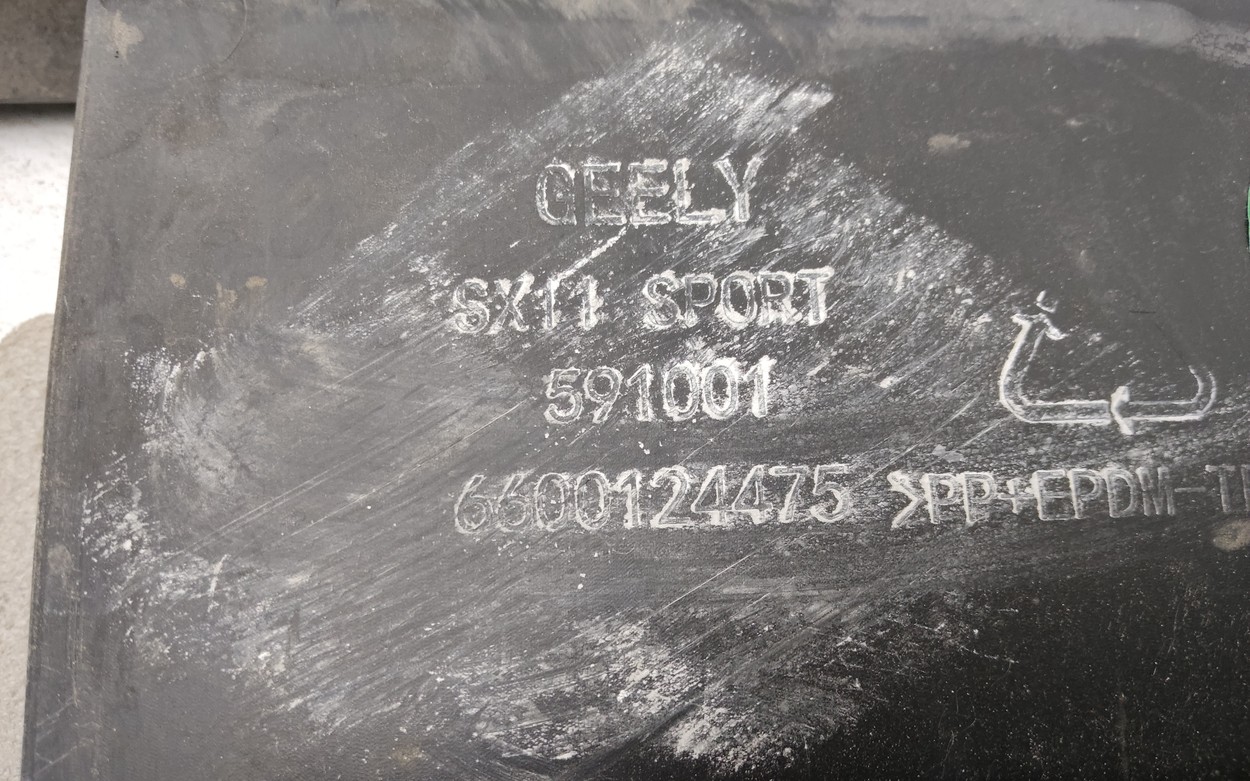 GEELY
SX11 SPORT
591001
6600124475 >PP+EPDM-T